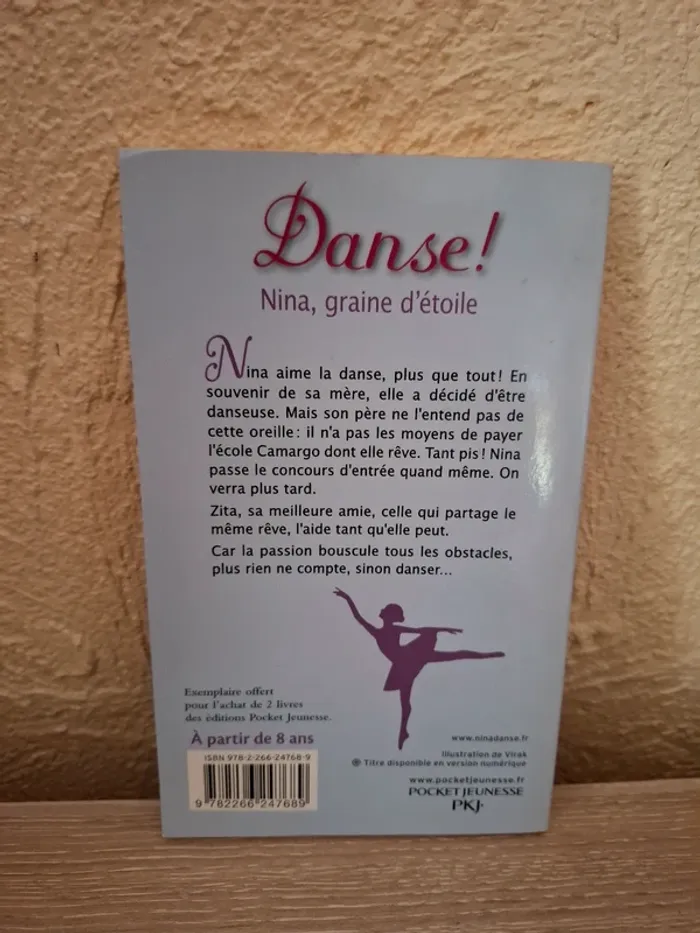 Danse!
Nina, graine d'étoile
Nina aime la danse, plus que tout! En
souvenir de sa mère, elle a décidé d'être
danseuse. Mais son père ne l'entend pas de
cette oreille: il n'a pas les moyens de payer
l'école Camargo dont elle rêve. Tant pis! Nina
passe le concours d'entrée quand même. On
verra plus tard.
Zita, sa meilleure amie, celle qui partage le
même rêve, l'aide tant qu'elle peut.
Car la passion bouscule tous les obstacles,
plus rien ne compte, sinon danser...
Exemplaire offert
pour l'achat de 2 livres
des éditions Pocket Jeunesse.
À partir de 8 ans
ISBN 978-2-266-24768-9
9 782266 247689
www.ninadanse.fr
Illustration de Virak
Titre disponible en version numérique
www.pocketjeunesse.fr
POCKET JEUNESSE
PKJ·